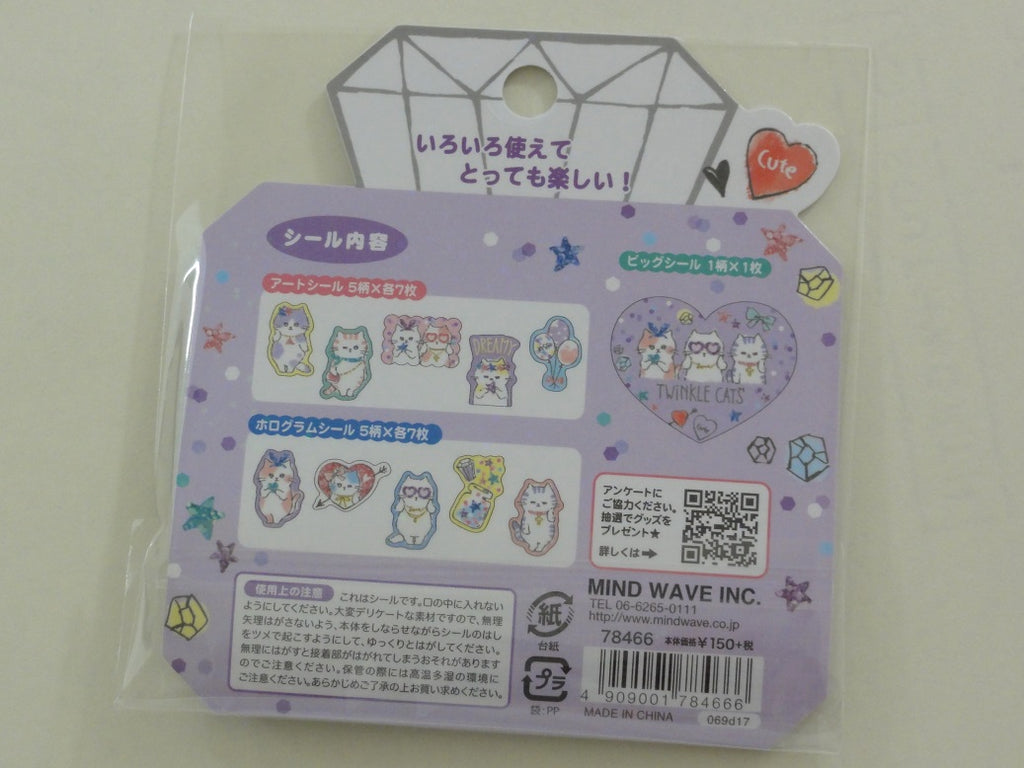 いろいろ使えて
とっても楽しい！
Cute
シール内容
アートシール 5柄×各7枚
DREAMY
ホログラムシール 5柄×各7枚
ビッグシール 1柄×1枚
TWINKLE CATS
Cute
アンケートに
ご協力ください。
抽選でグッズを
プレゼント★
詳しくは➡
使用上の注意 これはシールです。口の中に入れない
ようにしてください。大変デリケートな素材ですので、無理
矢理はがさないよう、本体をしならせながらシールのはし
をツメで起こすようにして、ゆっくりとはがしてください。
無理にはがすと接着部がはがれてしまうおそれがあります
のでご注意ください。保管の際には高温多湿の環境に
ご注意ください。あらかじめご了承の上お買い求めください。
紙
台紙
プラ
袋:PP
MIND WAVE INC.
TEL 06-6265-0111
http://www.mindwave.co.jp
78466 本体価格¥150+税
4 909001 784666
MADE IN CHINA 069d17